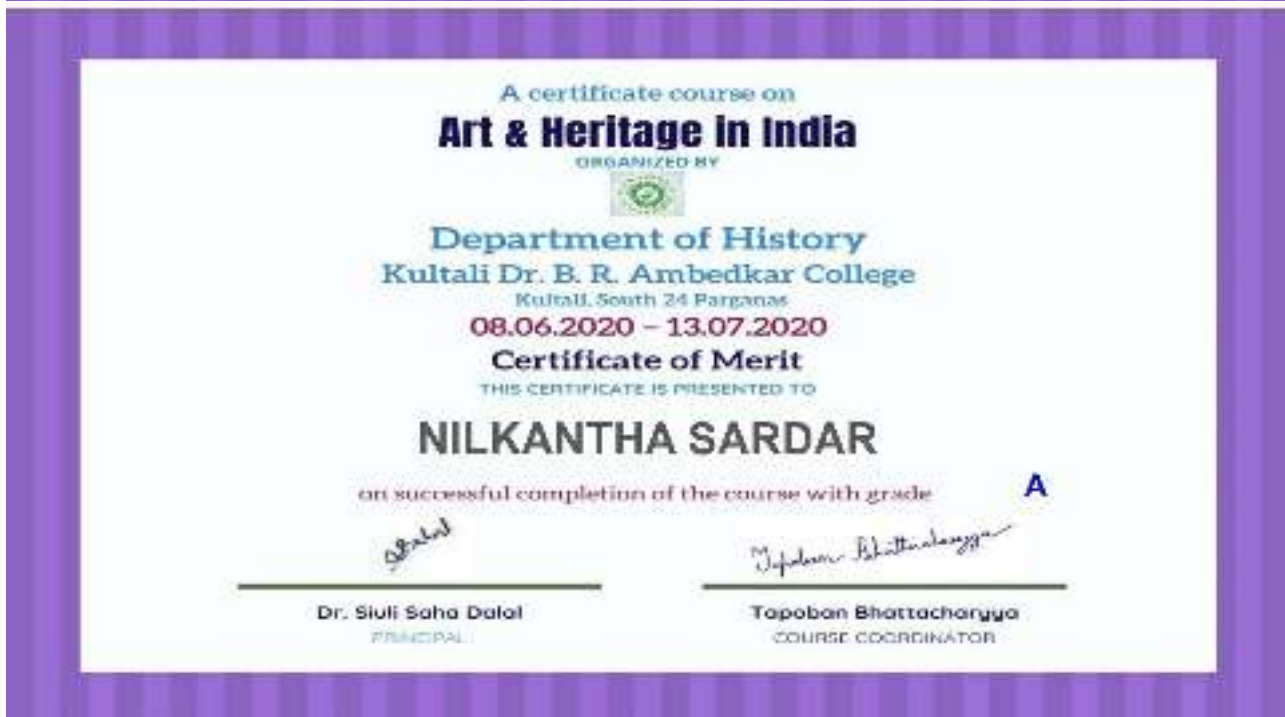 A certificate course on
Art & Heritage in India
ORGANIZED BY
Department of History
Kultali Dr. B. R. Ambedkar College
Kultali, South 24 Parganas
08.06.2020 – 13.07.2020
Certificate of Merit
THIS CERTIFICATE IS PRESENTED TO
NILKANTHA SARDAR
on successful completion of the course with grade A
Tapoban Bhattacharyya
Dr. Siuli Saha Dalal Tapoban Bhattacharyya
PRINCIPAL COURSE COORDINATOR